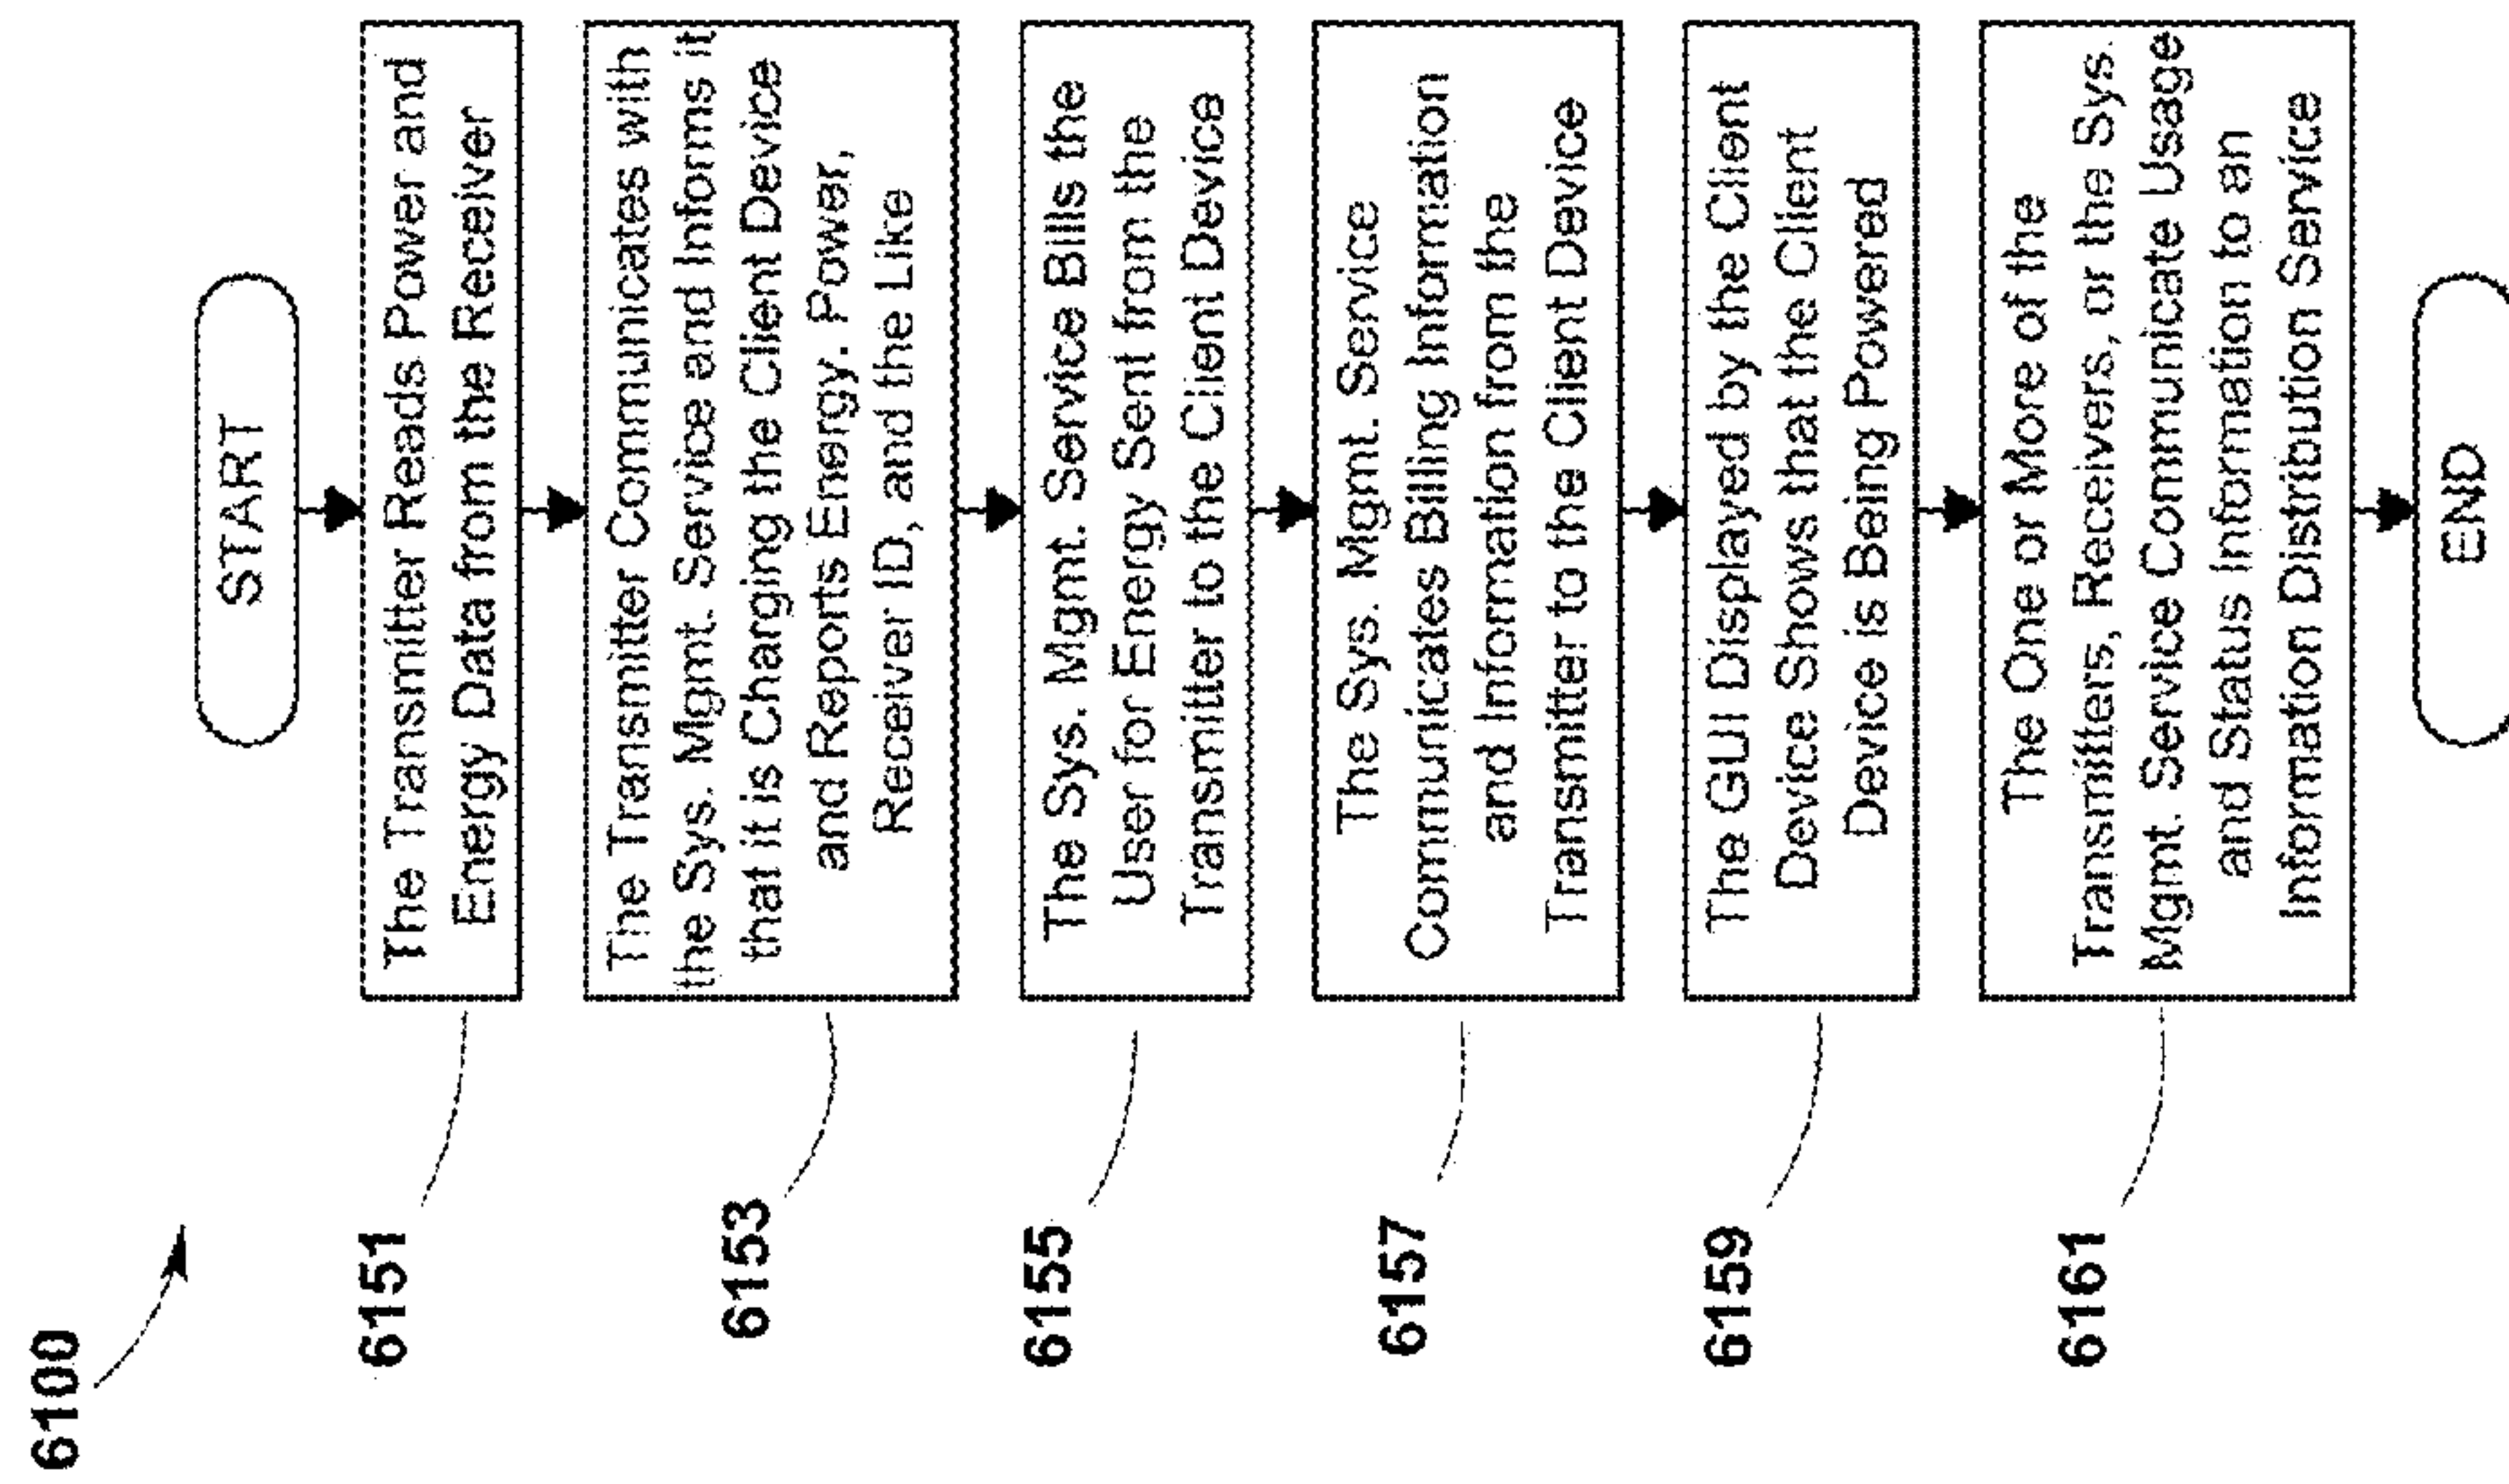 6100
START
6151
The Transmitter Reads Power and
Energy Data from the Receiver
6153
The Transmitter Communicates with
the Sys. Mgmt. Service and Informs it
that it is Charging the Client Device
and Reports Energy. Power,
Receiver ID, and the Like
6155
The Sys. Mgmt. Service Bills the
User for Energy Sent from the
Transmitter to the Client Device
6157
The Sys. Mgmt. Service
Communicates Billing Information
and Information from the
Transmitter to the Client Device
6159
The GUI Displayed by the Client
Device Shows that the Client
Device is Being Powered
6161
The One or More of the
Transmitters, Receivers, or the Sys.
Mgmt. Service Communicate Usage
and Status Information to an
Information Distribution Service
END